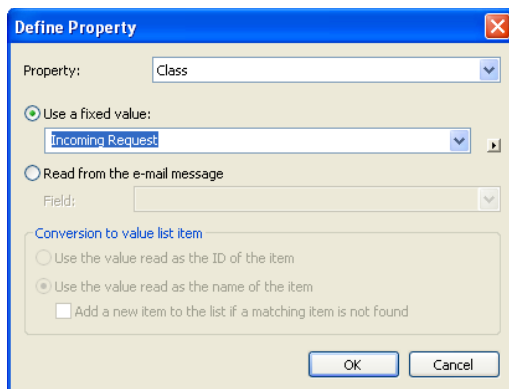 Define Property
Property: Class
Use a fixed value:
Incoming Request
Read from the e-mail message
Field:
Conversion to value list item
Use the value read as the ID of the item
Use the value read as the name of the item
Add a new item to the list if a matching item is not found
OK Cancel